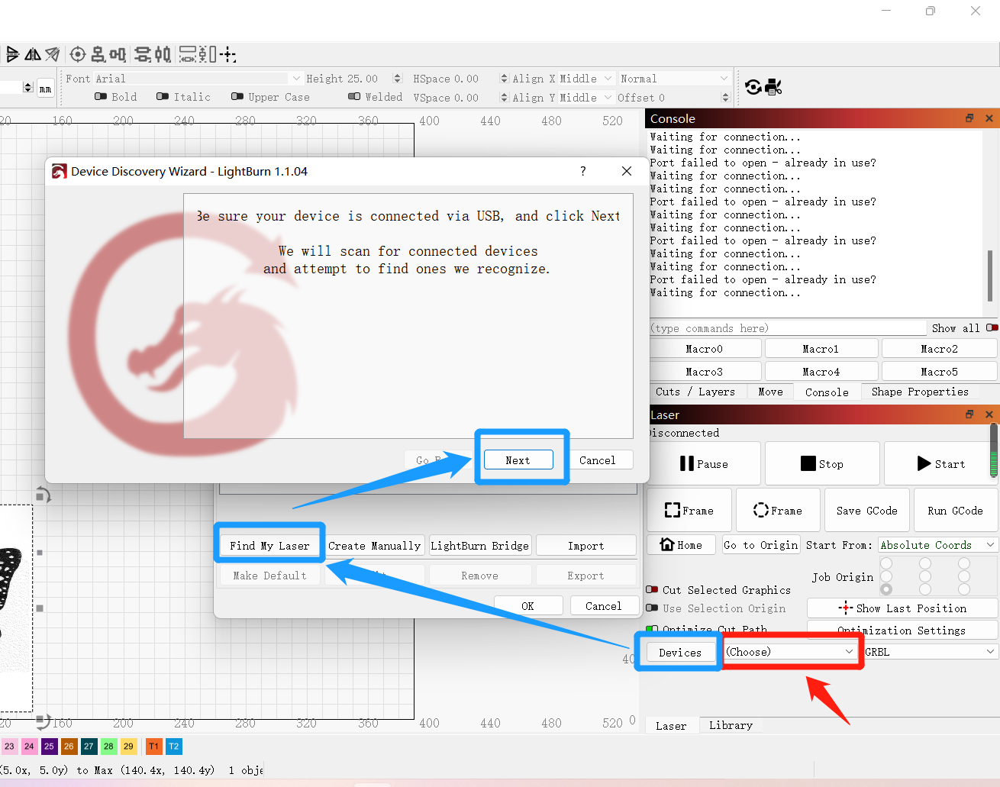 mm
Font Arial
Height 25.00
HSpace 0.00
Align X Middle
Normal
Bold
Italic
Upper Case
Welded
VSpace 0.00
Align Y Middle
Offset 0
20 160 200 240 280 320 360 400 440 480 520
Console
Waiting for connection...
Waiting for connection...
Port failed to open - already in use?
Waiting for connection...
Waiting for connection...
Port failed to open - already in use?
Waiting for connection...
Waiting for connection...
Port failed to open - already in use?
Waiting for connection...
Waiting for connection...
Port failed to open - already in use?
Waiting for connection...
(type commands here)
Show all
Macro0 Macro1 Macro2
Macro3 Macro4 Macro5
Cuts / Layers Move Console Shape Properties
Device Discovery Wizard - LightBurn 1.1.04
?
Be sure your device is connected via USB, and click Next
We will scan for connected devices
and attempt to find ones we recognize.
Next
Cancel
Find My Laser Create Manually LightBurn Bridge Import
Make Default Remove Export
OK Cancel
Laser
Disconnected
Pause Stop Start
Frame Frame Save GCode Run GCode
Home Go to Origin Start From: Absolute Coords
Job Origin
Cut Selected Graphics
Use Selection Origin
Show Last Position
Optimize Cut Path
Optimization Settings
Devices (Choose) GRBL
40
Laser Library
20 160 200 240 280 320 360 400 440 480 520 0
23 24 25 26 27 28 29 T1 T2
(5.0x, 5.0y) to Max (140.4x, 140.4y) 1 obje